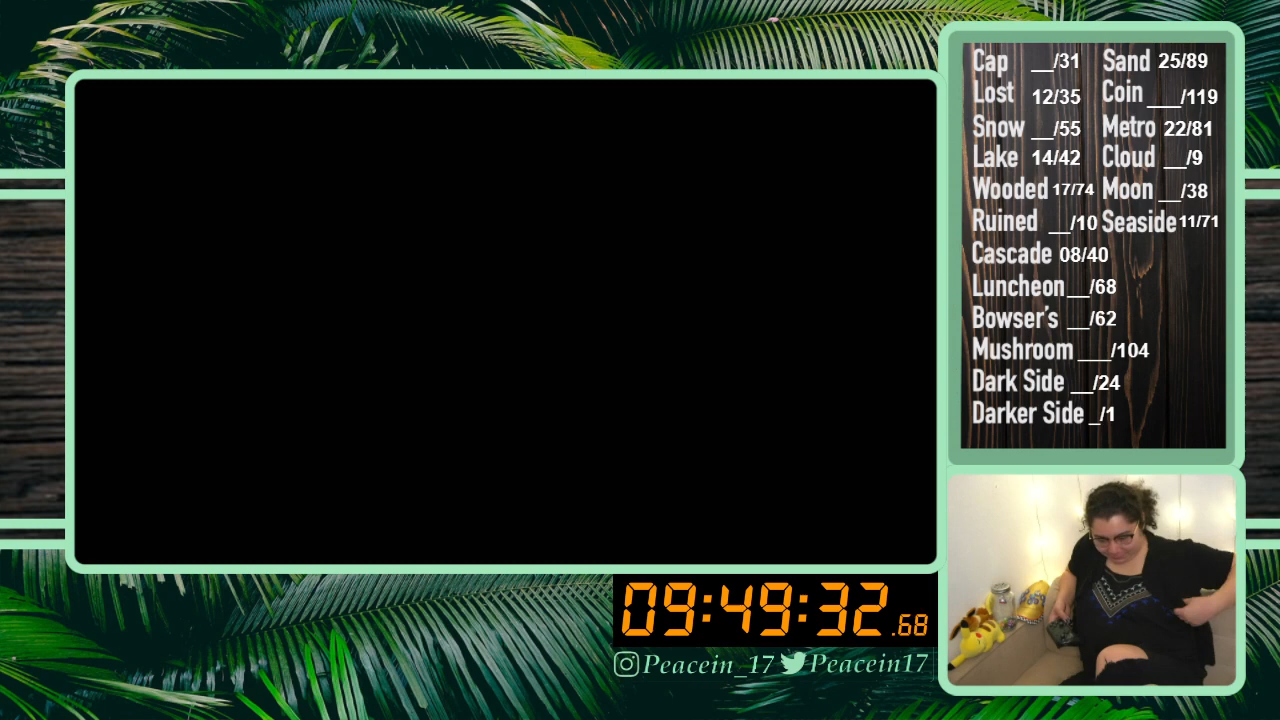 Cap __/31 Sand 25/89
Lost 12/35 Coin ___/119
Snow __/55 Metro 22/81
Lake 14/42 Cloud __/9
Wooded 17/74 Moon __/38
Ruined __/10 Seaside 11/71
Cascade 08/40
Luncheon __/68
Bowser's __/62
Mushroom ___/104
Dark Side __/24
Darker Side _/1
09:49:32.68
Peacein_17 Peacein17